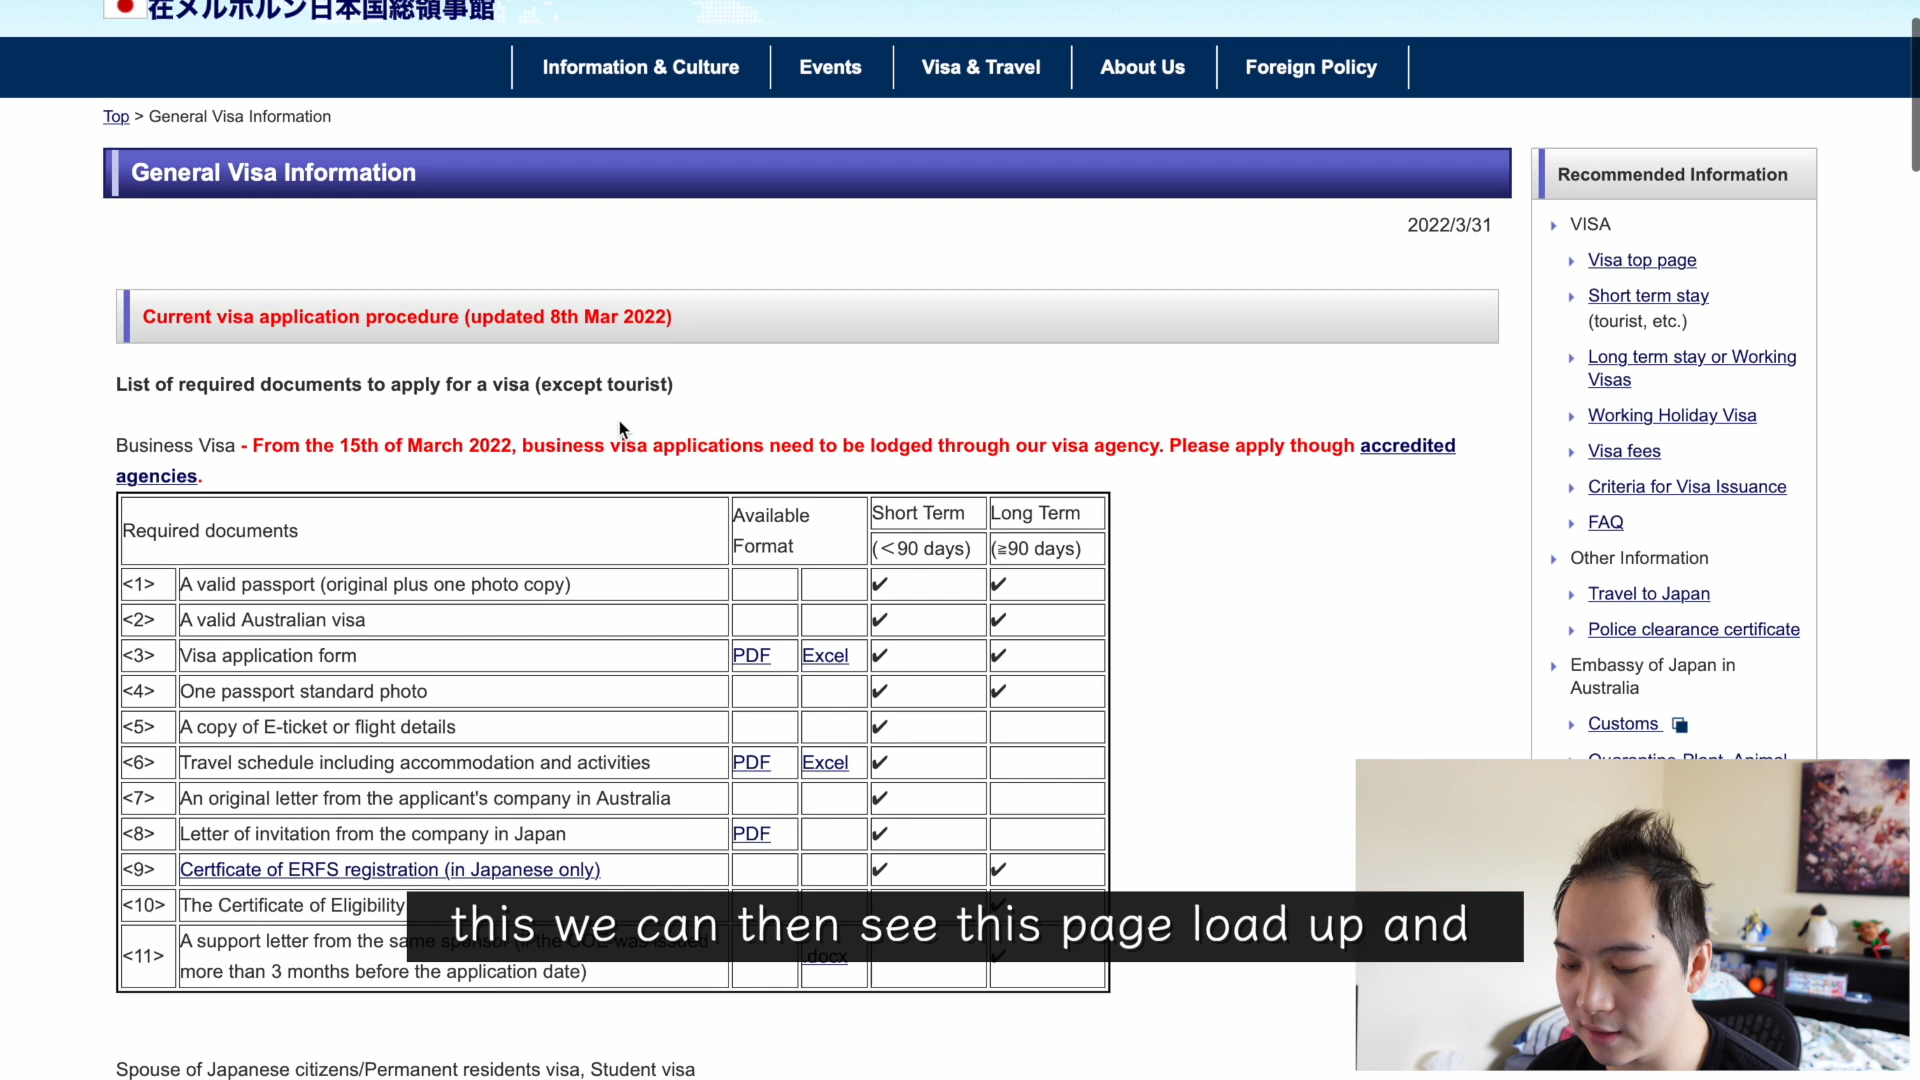 在メルボルン日本国総領事館
Information & Culture
Events
Visa & Travel
About Us
Foreign Policy
Top > General Visa Information
General Visa Information
2022/3/31
Current visa application procedure (updated 8th Mar 2022)
List of required documents to apply for a visa (except tourist)
Business Visa - From the 15th of March 2022, business visa applications need to be lodged through our visa agency. Please apply though accredited
agencies.
Required documents
Available
Format
Short Term
Long Term
(<90 days)
(≧90 days)
<1> A valid passport (original plus one photo copy) ✔ ✔
<2> A valid Australian visa ✔ ✔
<3> Visa application form PDF Excel ✔ ✔
<4> One passport standard photo ✔ ✔
<5> A copy of E-ticket or flight details ✔
<6> Travel schedule including accommodation and activities PDF Excel ✔
<7> An original letter from the applicant's company in Australia ✔
<8> Letter of invitation from the company in Japan PDF ✔
<9> Certficate of ERFS registration (in Japanese only) ✔ ✔
<10> The Certificate of Eligibility ✔
<11> A support letter from the same sponsor (if the COE was issued
more than 3 months before the application date) .docx ✔
Spouse of Japanese citizens/Permanent residents visa, Student visa
Recommended Information
VISA
Visa top page
Short term stay
(tourist, etc.)
Long term stay or Working
Visas
Working Holiday Visa
Visa fees
Criteria for Visa Issuance
FAQ
Other Information
Travel to Japan
Police clearance certificate
Embassy of Japan in
Australia
Customs
Quarantine Plant, Animal
this we can then see this page load up and